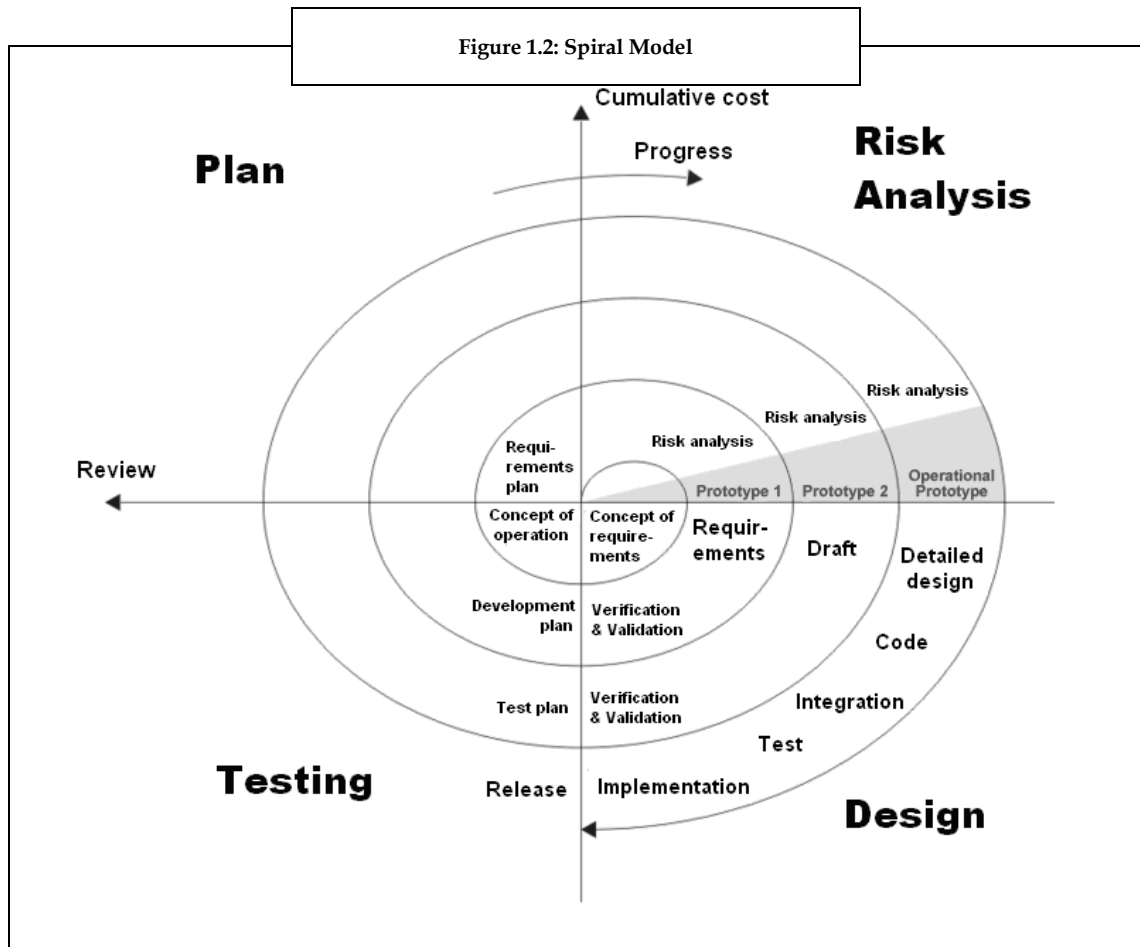 Figure 1.2: Spiral Model
Cumulative cost
Progress
Plan
Risk
Analysis
Risk analysis
Risk analysis
Risk analysis
Requi-
rements
plan
Review
Prototype 1
Prototype 2
Operational
Prototype
Concept of
operation
Concept of
require-
ments
Requir-
ements
Draft
Detailed
design
Development
plan
Verification
& Validation
Code
Test plan
Verification
& Validation
Integration
Test
Testing
Release
Implementation
Design